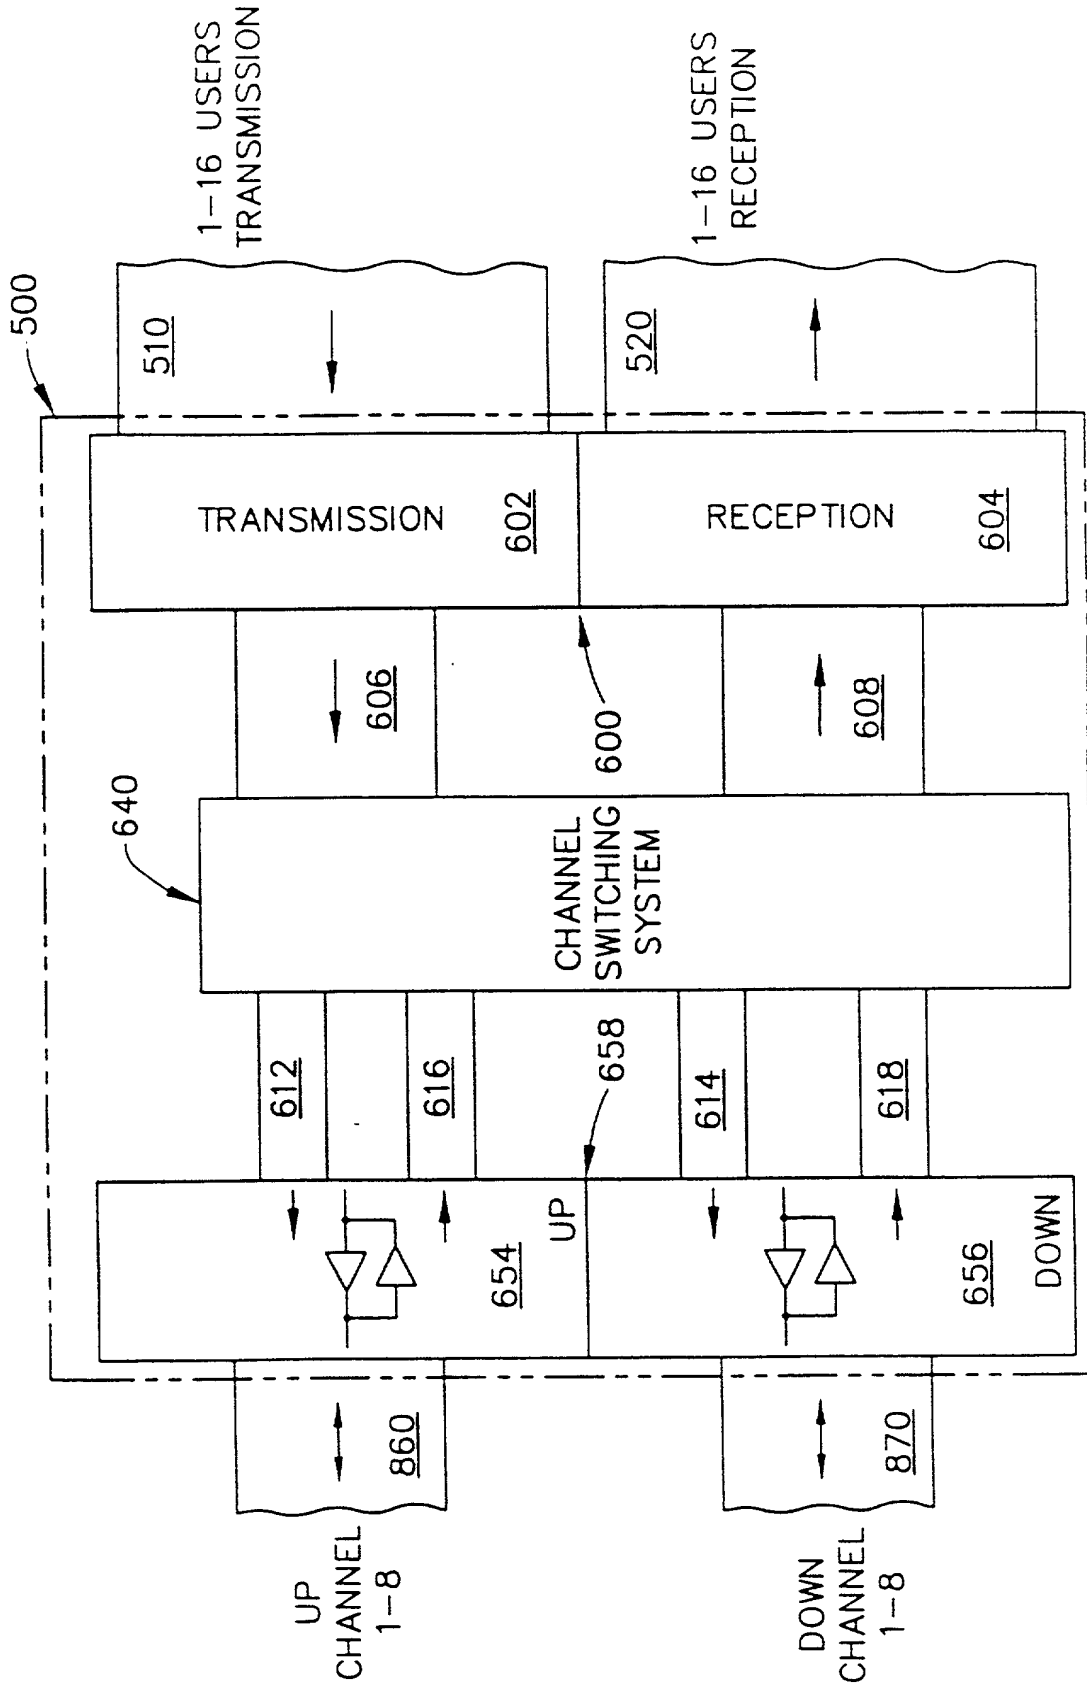 500
1-16 USERS
TRANSMISSION
510
1-16 USERS
RECEPTION
520
TRANSMISSION
602
RECEPTION
604
600
606
608
640
CHANNEL
SWITCHING
SYSTEM
612
616
658
614
618
654
UP
656
DOWN
UP
CHANNEL
1-8
860
DOWN
CHANNEL
1-8
870